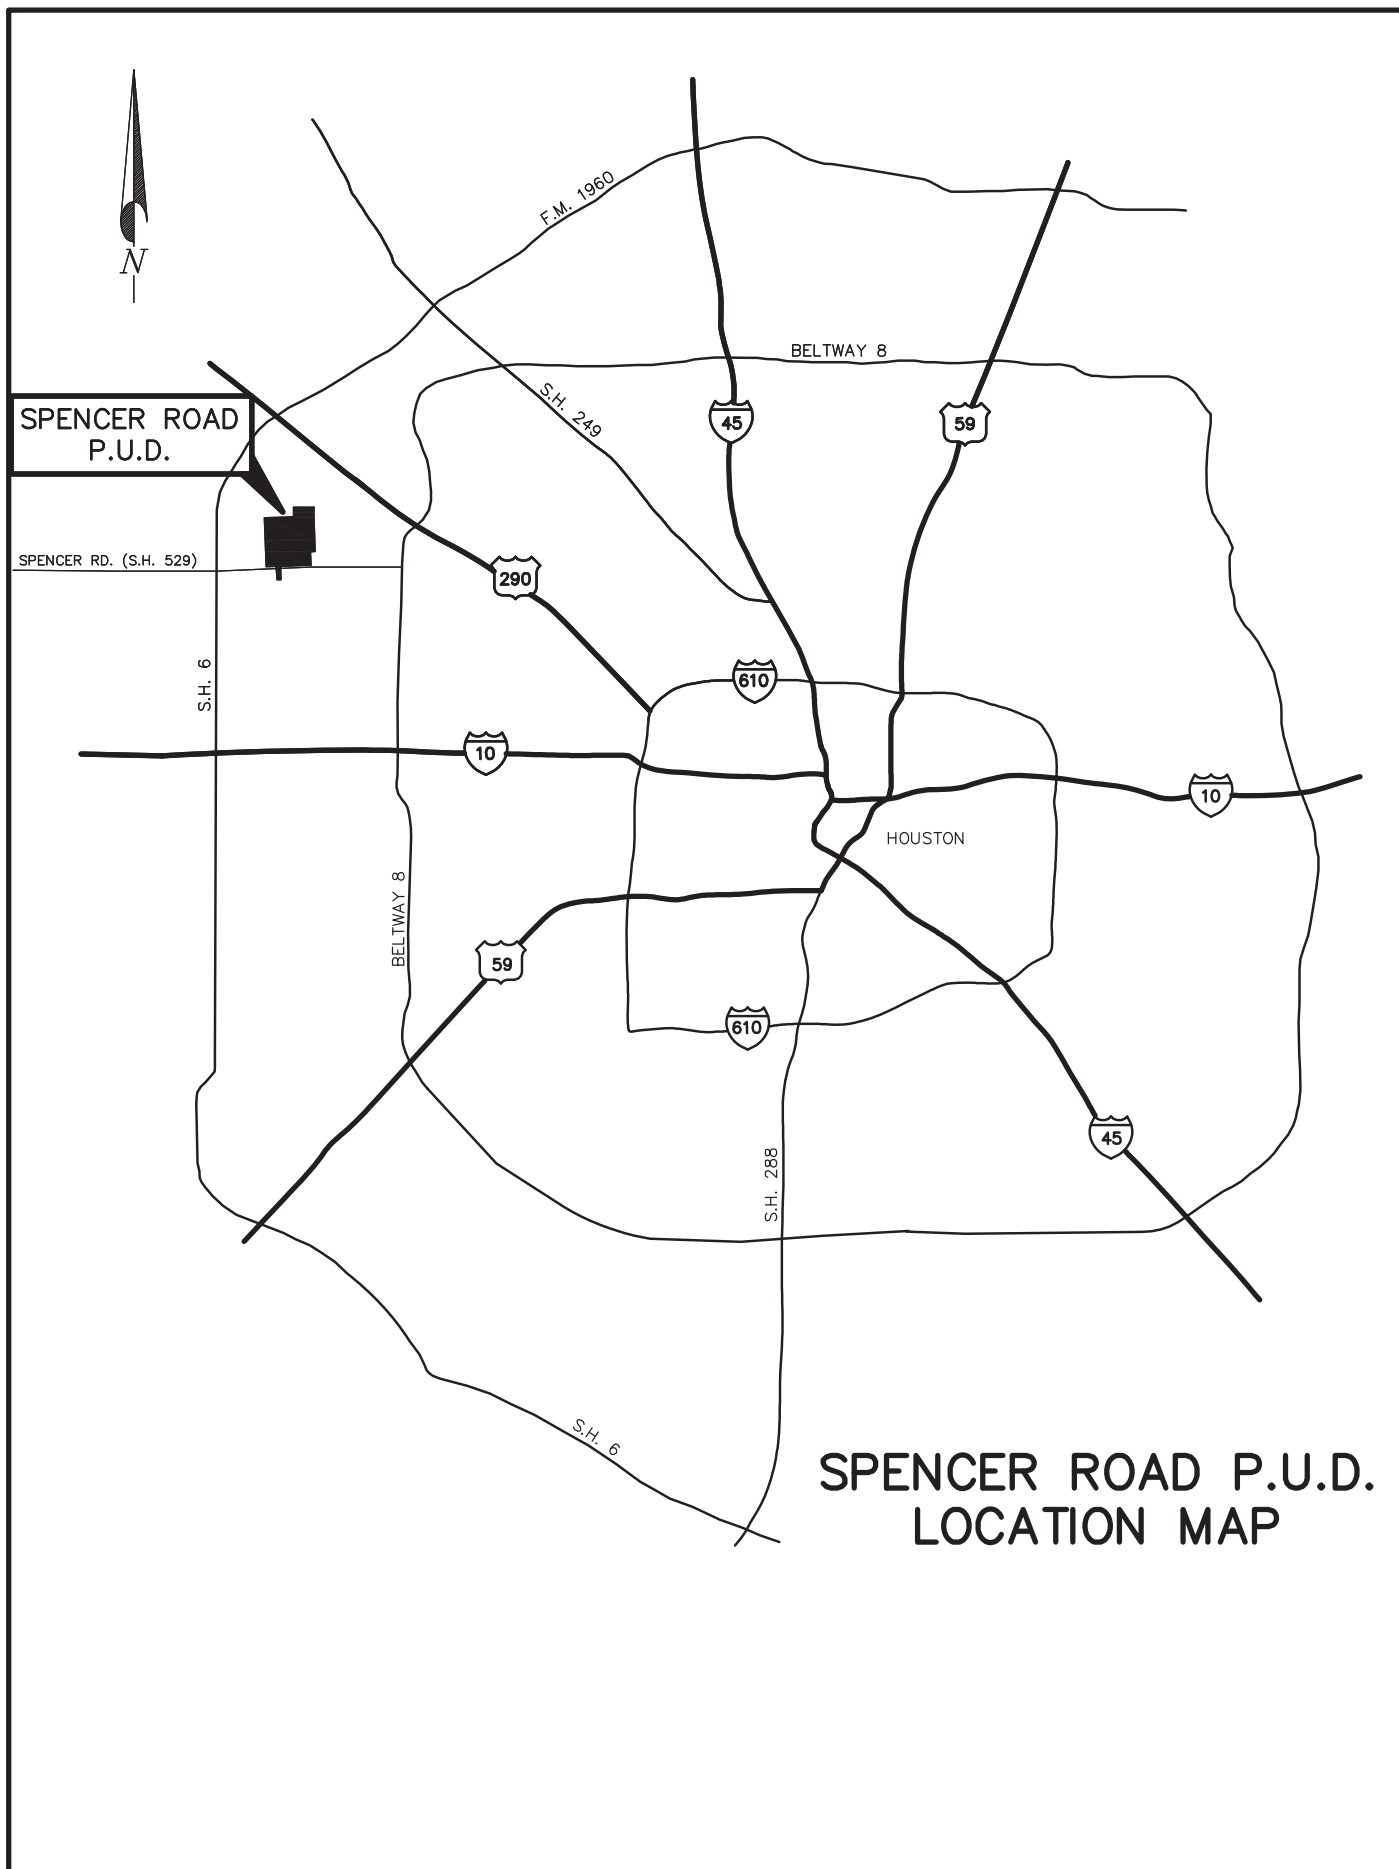 N
F.M. 1960
BELTWAY 8
S.H. 249
SPENCER ROAD
P.U.D.
45
59
SPENCER RD. (S.H. 529)
290
S.H. 6
610
10
10
HOUSTON
BELTWAY 8
59
610
45
S.H. 288
S.H. 6
SPENCER ROAD P.U.D.
LOCATION MAP